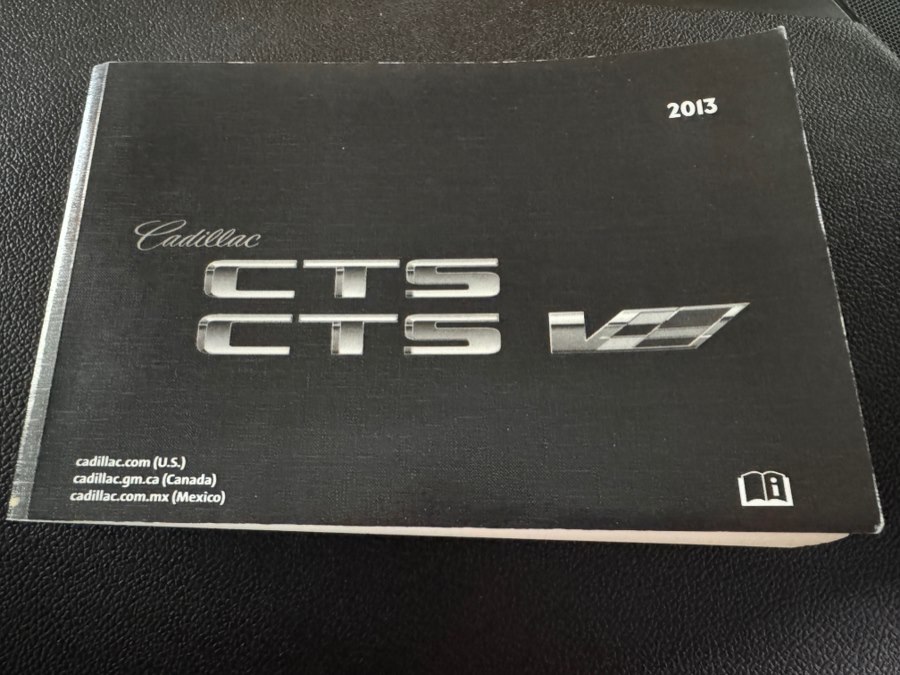 2013
Cadillac
CTS
CTS V
cadillac.com (U.S.)
cadillac.gm.ca (Canada)
cadillac.com.mx (Mexico)
i